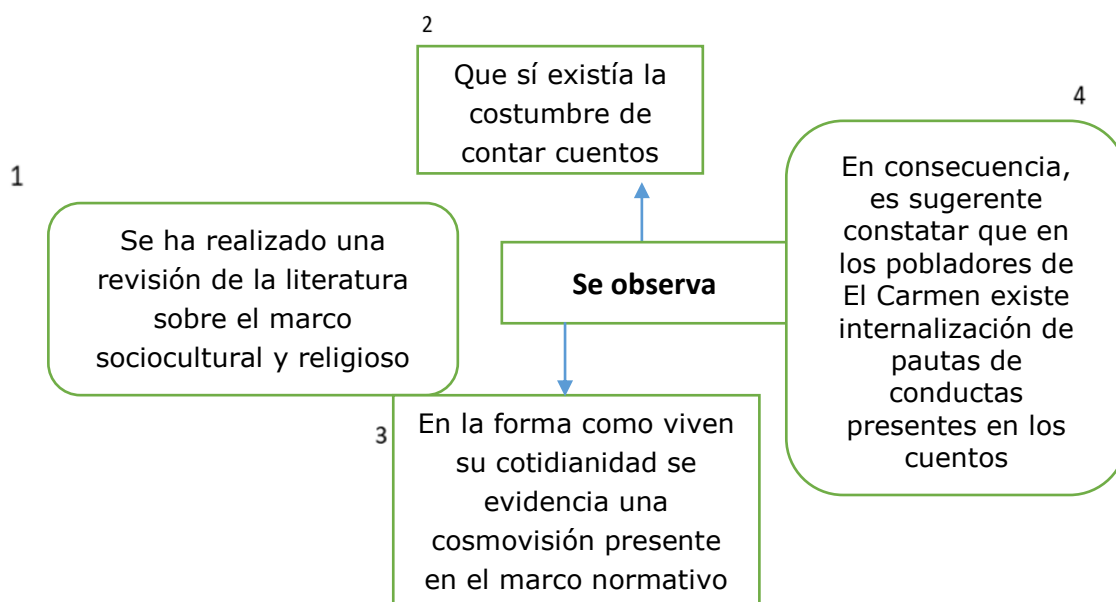 1
Se ha realizado una
revisión de la literatura
sobre el marco
sociocultural y religioso
2
Que sí existía la
costumbre de
contar cuentos
Se observa
3
En la forma como viven
su cotidianidad se
evidencia una
cosmovisión presente
en el marco normativo
4
En consecuencia,
es sugerente
constatar que en
los pobladores de
El Carmen existe
internalización de
pautas de
conductas
presentes en los
cuentos